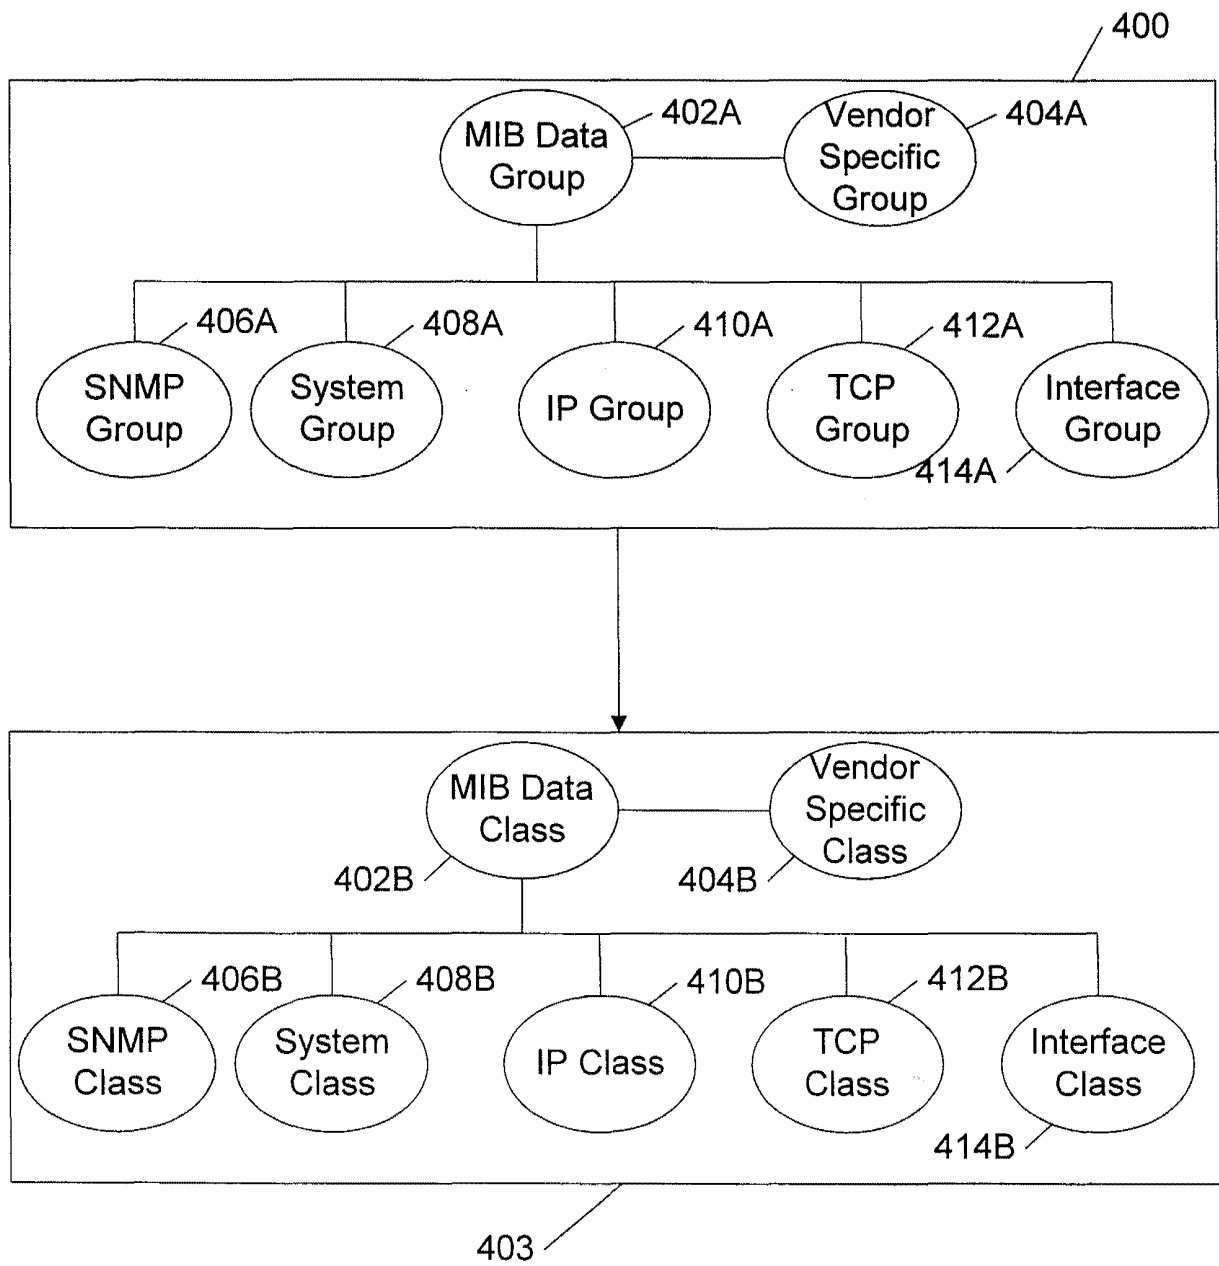 400
MIB Data
Group
402A
Vendor
Specific
Group
404A
406A
408A
410A
412A
SNMP
Group
System
Group
IP Group
TCP
Group
Interface
Group
414A
MIB Data
Class
402B
Vendor
Specific
Class
404B
406B
408B
410B
412B
SNMP
Class
System
Class
IP Class
TCP
Class
Interface
Class
414B
403